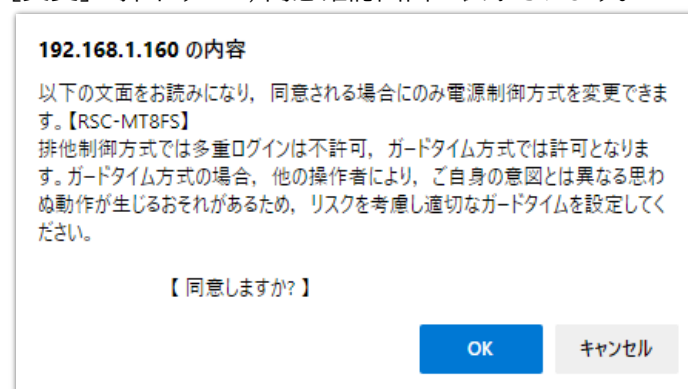 192.168.1.160 の内容
以下の文面をお読みになり，同意される場合にのみ電源制御方式を変更できま
す。【RSC-MT8FS】
排他制御方式では多重ログインは不許可，ガードタイム方式では許可となりま
す。ガードタイム方式の場合，他の操作者により，ご自身の意図とは異なる思わ
ぬ動作が生じるおそれがあるため，リスクを考慮し適切なガードタイムを設定してく
ださい。
【 同意しますか? 】
OK キャンセル